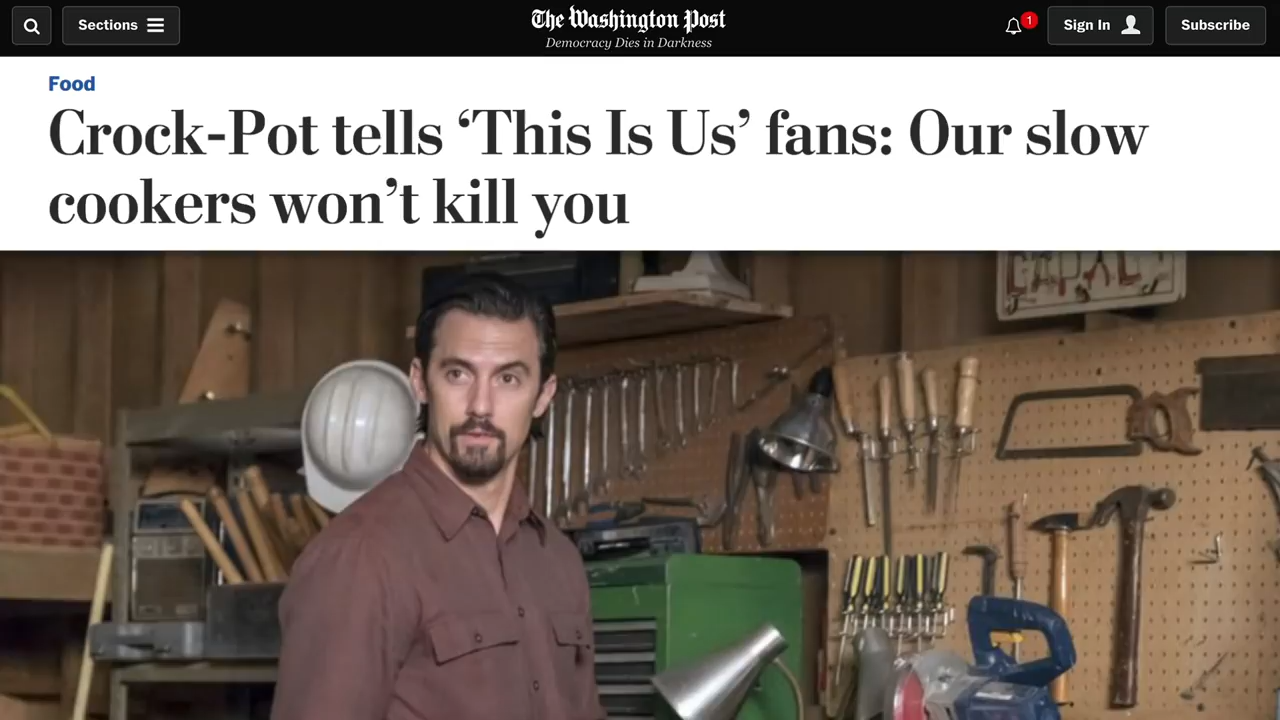 Sections
The Washington Post
Democracy Dies in Darkness
1
Sign In
Subscribe
Food
Crock-Pot tells ‘This Is Us’ fans: Our slow
cookers won’t kill you